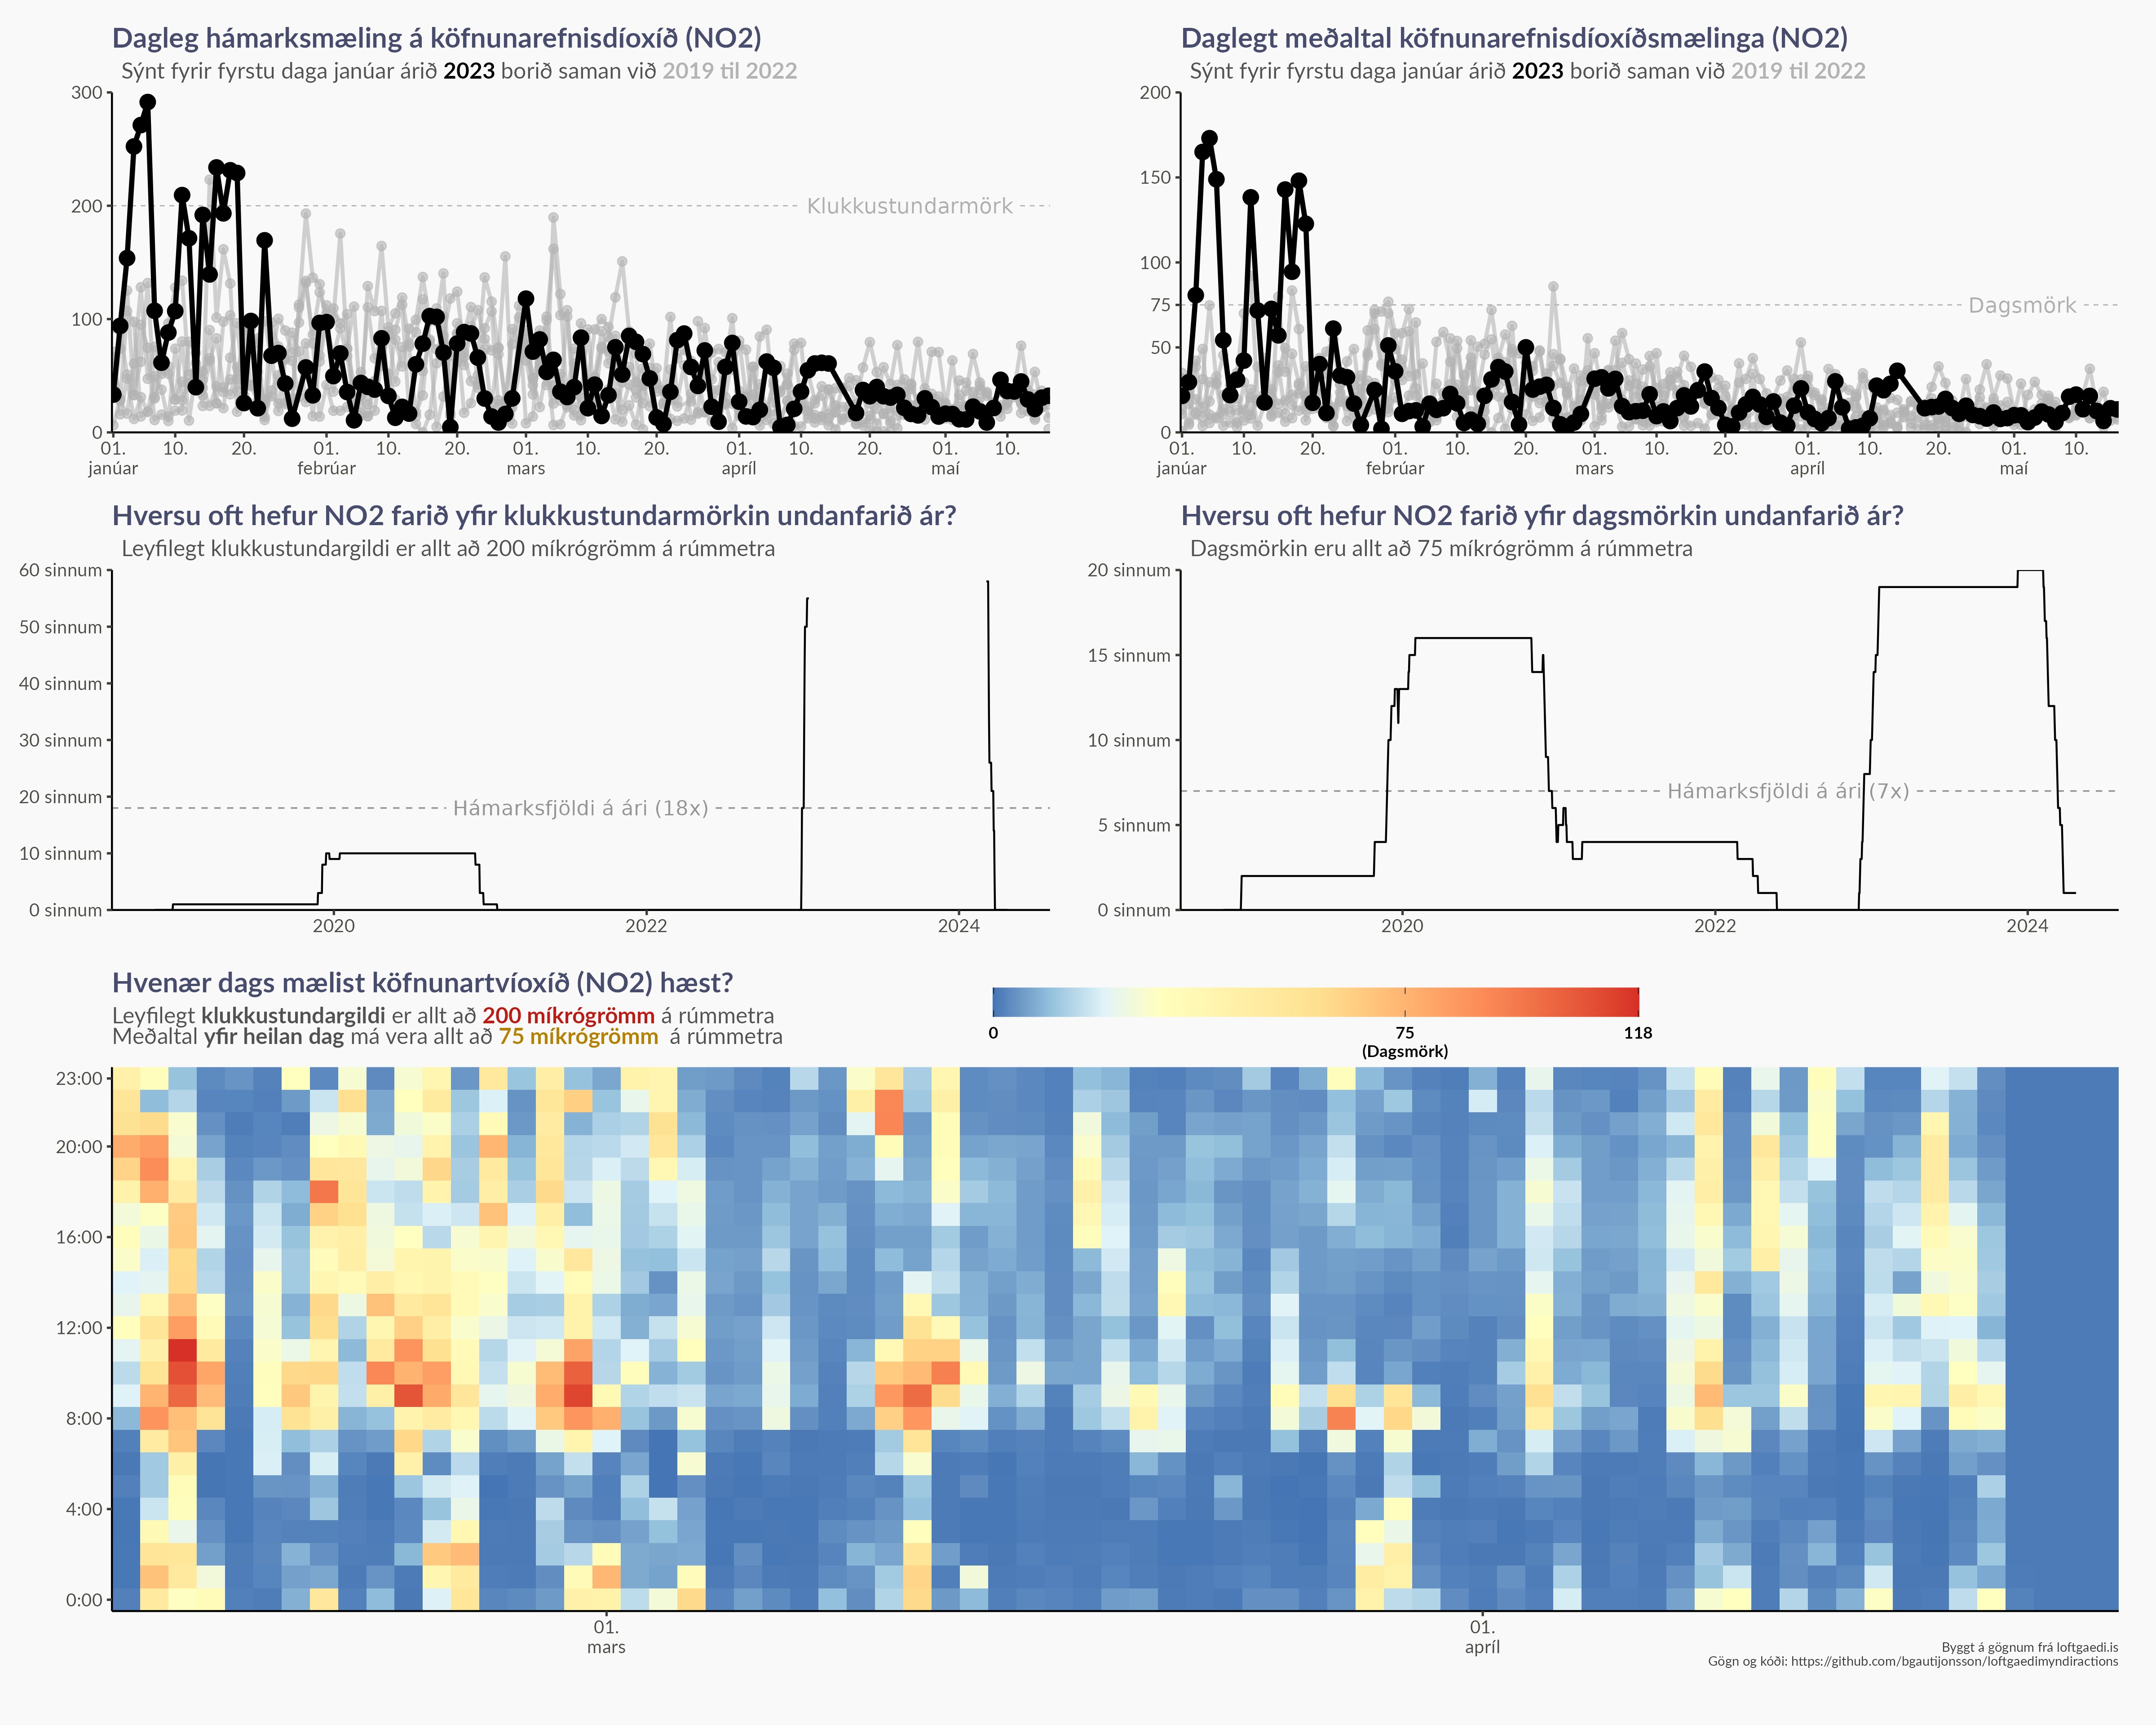 Dagleg hámarksmæling á köfnunarefnisdíoxíð (NO2)
Sýnt fyrir fyrstu daga janúar árið 2023 borið saman við 2019 til 2022
300
200
100
0
Klukkustundarmörk
01. 10. 20. 01. 10. 20. 01. 10. 20. 01. 10. 20. 01. 10.
janúar febrúar mars apríl maí
Daglegt meðaltal köfnunarefnisdíoxíðsmælinga (NO2)
Sýnt fyrir fyrstu daga janúar árið 2023 borið saman við 2019 til 2022
200
150
100
75
50
0
Dagsmörk
01. 10. 20. 01. 10. 20. 01. 10. 20. 01. 10. 20. 01. 10.
janúar febrúar mars apríl maí
Hversu oft hefur NO2 farið yfir klukkustundarmörkin undanfarið ár?
Leyfilegt klukkustundargildi er allt að 200 míkrógrömm á rúmmetra
60 sinnum
50 sinnum
40 sinnum
30 sinnum
20 sinnum
10 sinnum
0 sinnum
Hámarksfjöldi á ári (18x)
2020 2022 2024
Hversu oft hefur NO2 farið yfir dagsmörkin undanfarið ár?
Dagsmörkin eru allt að 75 míkrógrömm á rúmmetra
20 sinnum
15 sinnum
10 sinnum
5 sinnum
0 sinnum
Hámarksfjöldi á ári (7x)
2020 2022 2024
Hvenær dags mælist köfnunartvíoxíð (NO2) hæst?
Leyfilegt klukkustundargildi er allt að 200 míkrógrömm á rúmmetra
Meðaltal yfir heilan dag má vera allt að 75 míkrógrömm á rúmmetra
0 75 118
(Dagsmörk)
23:00
20:00
16:00
12:00
8:00
4:00
0:00
01. 01.
mars apríl
Byggt á gögnum frá loftgaedi.is
Gögn og kóði: https://github.com/bgautijonsson/loftgaedimyndiractions